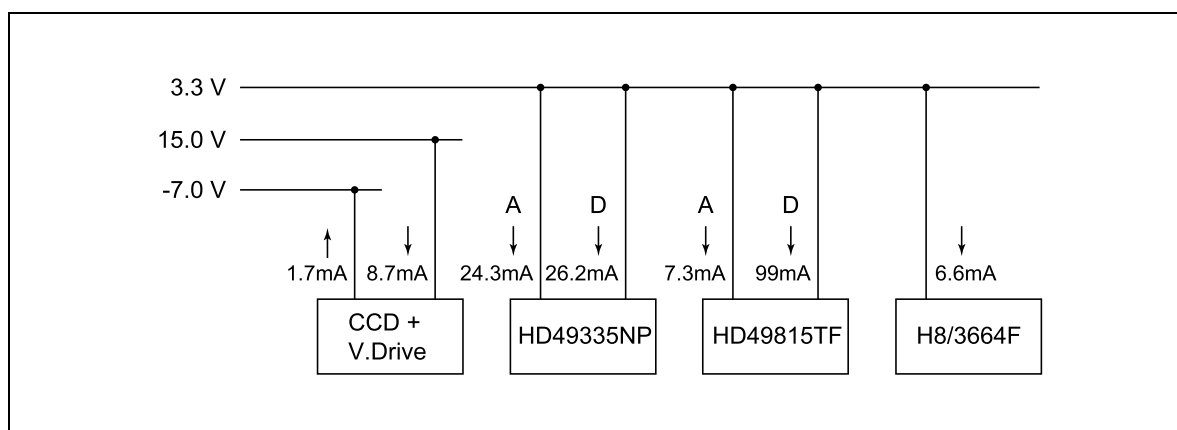 3.3 V
15.0 V
-7.0 V
A D A D
1.7mA 8.7mA 24.3mA 26.2mA 7.3mA 99mA 6.6mA
CCD +
V.Drive
HD49335NP
HD49815TF
H8/3664F